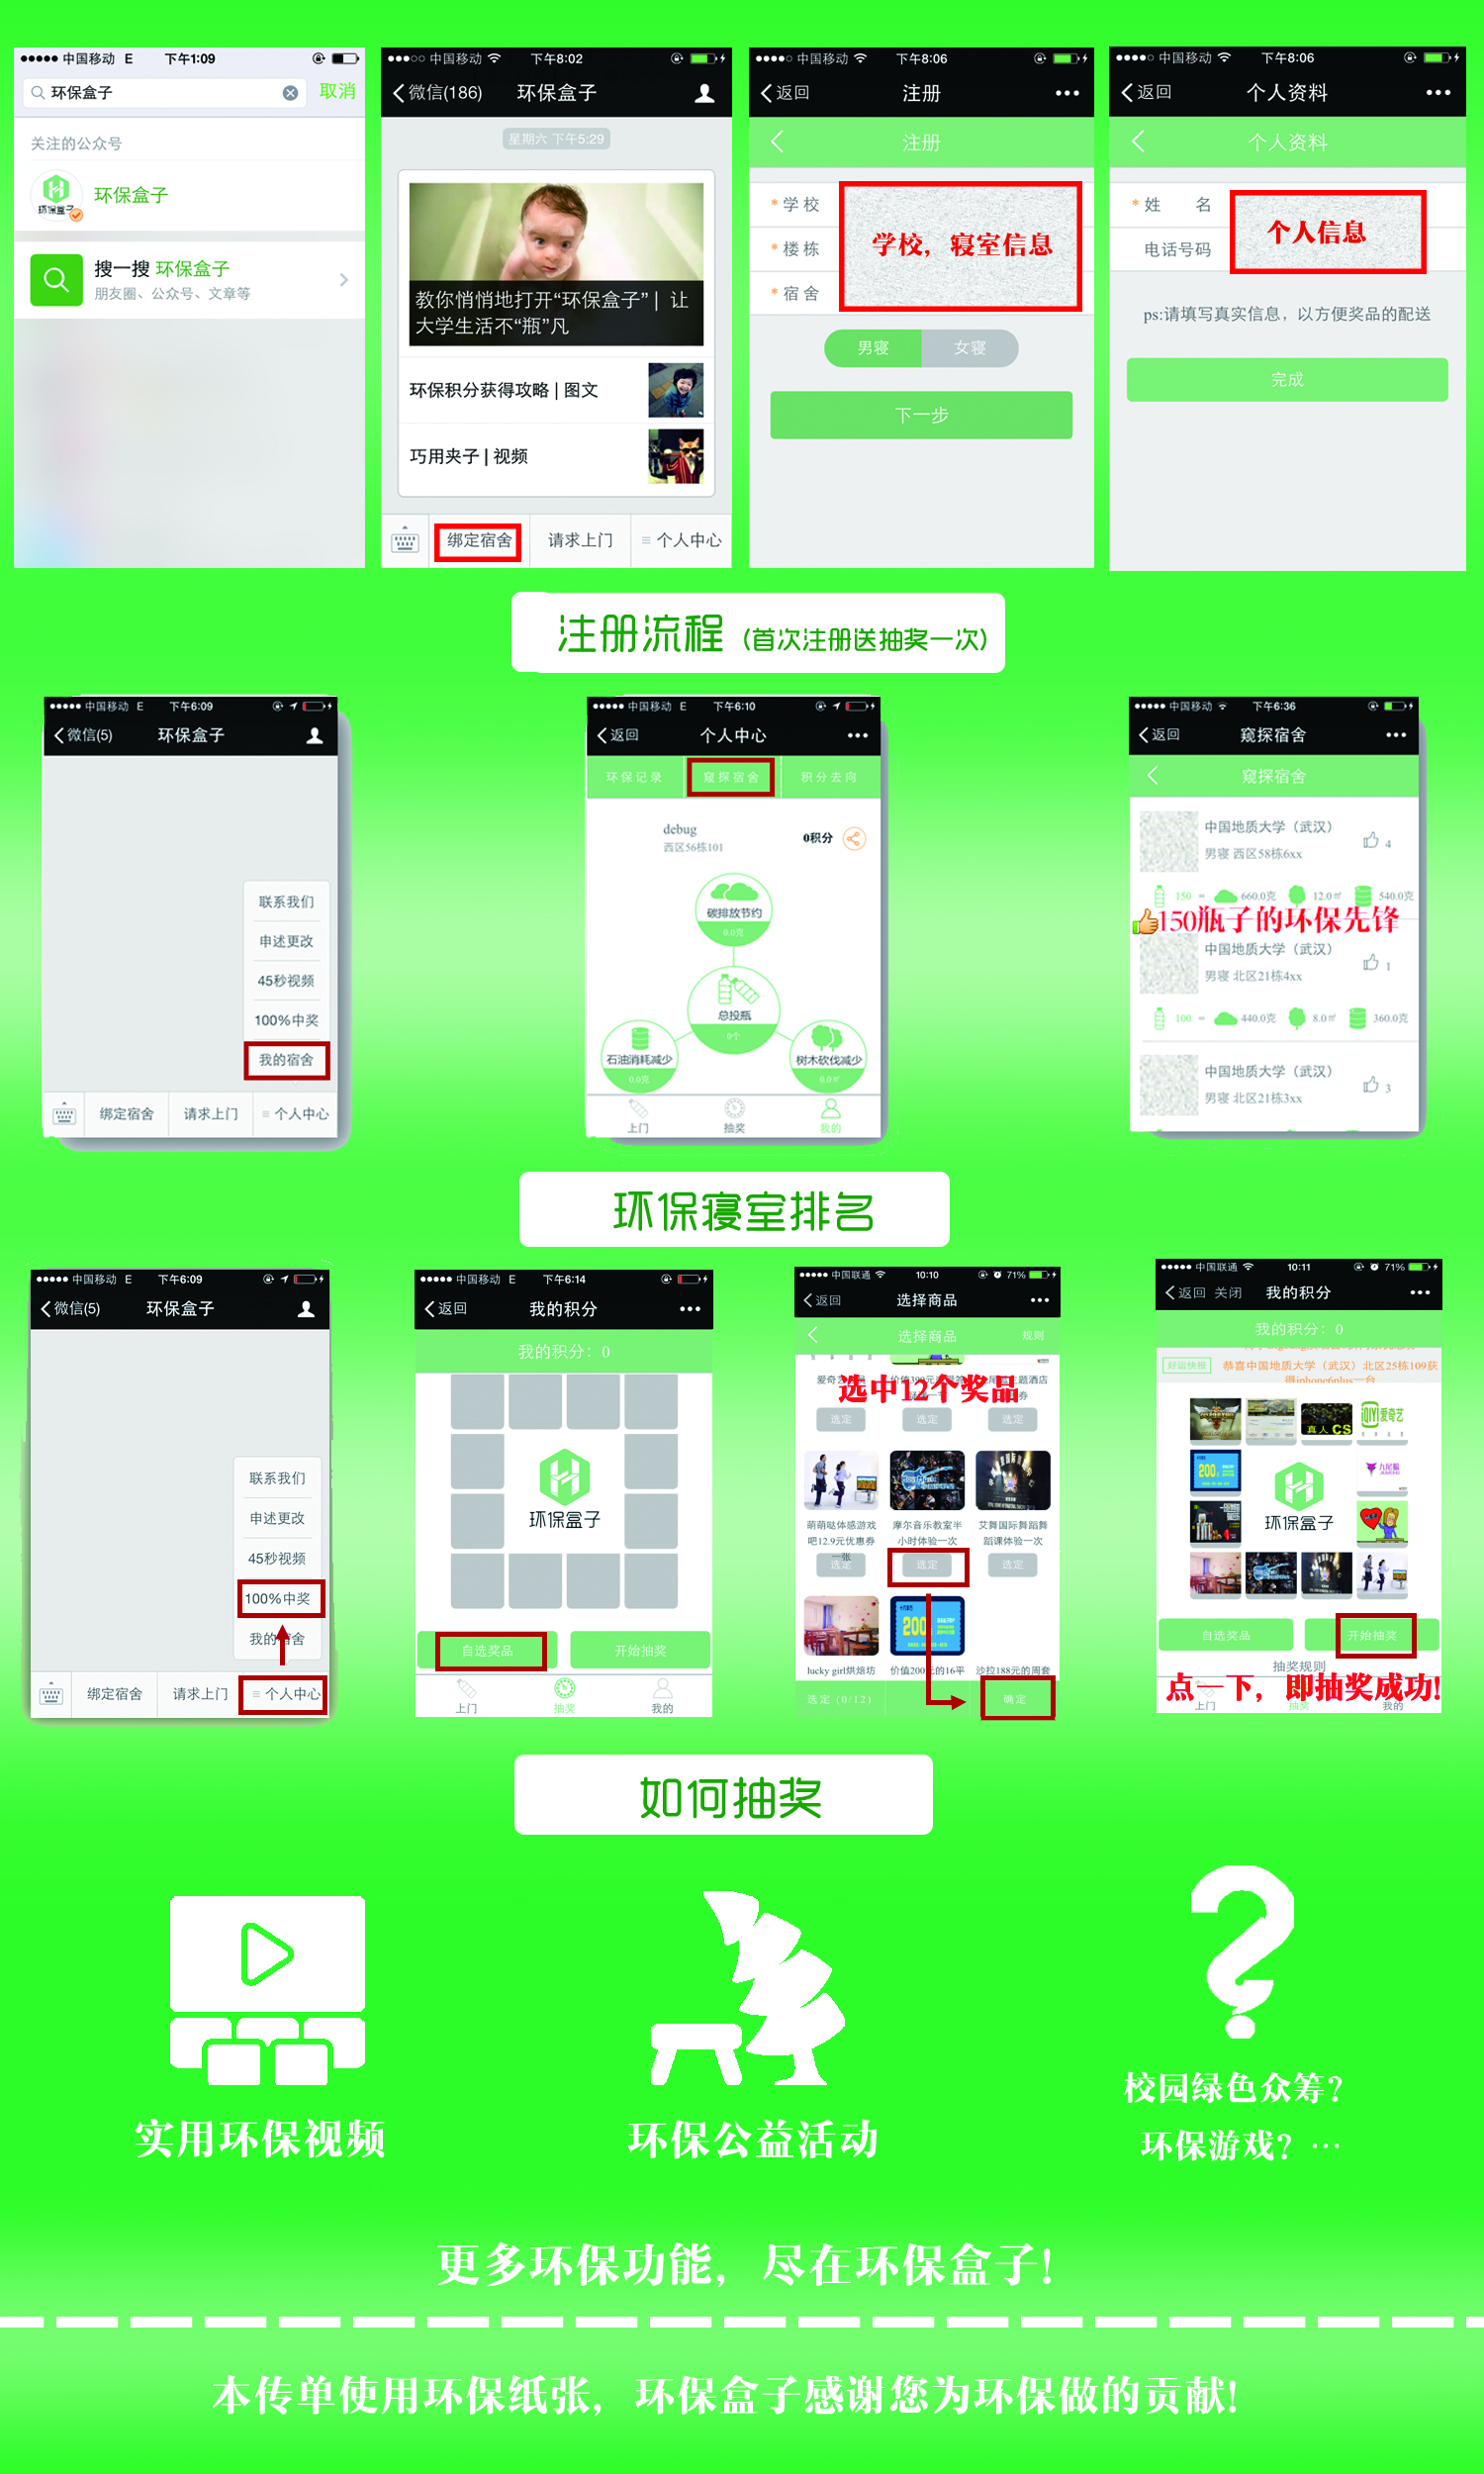 中国移动 E 下午1:09
环保盒子 取消
关注的公众号
环保盒子
环保盒子
搜一搜 环保盒子
朋友圈、公众号、文章等
中国移动 下午8:02
微信(186) 环保盒子
星期六 下午5:29
教你悄悄地打开“环保盒子” | 让
大学生活不“瓶”凡
环保积分获得攻略 | 图文
巧用夹子 | 视频
绑定宿舍 请求上门 个人中心
中国移动 下午8:06
返回 注册
注册
* 学校
* 楼栋
* 宿舍
学校，寝室信息
男寝 女寝
下一步
中国移动 下午8:06
返回 个人资料
个人资料
* 姓 名
电话号码
个人信息
ps:请填写真实信息，以方便奖品的配送
完成
注册流程（首次注册送抽奖一次）
中国移动 E 下午6:09
微信(5) 环保盒子
联系我们
申述更改
45秒视频
100%中奖
我的宿舍
绑定宿舍 请求上门 个人中心
中国移动 E 下午6:10
返回 个人中心
环保记录 窥探宿舍 积分去向
debug
西区56栋101
0积分
碳排放节约
0.0克
总投瓶
0个
石油消耗减少
0.0克
树木砍伐减少
0.0㎡
上门 抽奖 我的
中国移动 下午6:36
返回 窥探宿舍
窥探宿舍
中国地质大学（武汉）
男寝 西区58栋6xx
4
150 = 660.0克 12.0㎡ 540.0克
150瓶子的环保先锋
中国地质大学（武汉）
男寝 北区21栋4xx
1
100 = 440.0克 8.0㎡ 360.0克
中国地质大学（武汉）
男寝 北区21栋3xx
3
环保寝室排名
中国移动 E 下午6:09
微信(5) 环保盒子
联系我们
申述更改
45秒视频
100%中奖
我的宿舍
绑定宿舍 请求上门 个人中心
中国移动 E 下午6:14
返回 我的积分
我的积分：0
环保盒子
自选奖品 开始抽奖
上门 抽奖 我的
中国联通 10:10 71%
返回 选择商品
选择商品 规则
选中12个奖品
选定 选定 选定
萌萌哒体感游戏
吧12.9元优惠券
一张
摩尔音乐教室半
小时体验一次
艾舞国际舞蹈舞
蹈课体验一次
选定 选定 选定
200
lucky girl烘焙坊 价值200元的16平 沙拉188元的周套
选定 (0/12) 确定
中国联通 10:11 71%
返回 关闭 我的积分
我的积分：0
好运快报 恭喜中国地质大学（武汉）北区25栋109获
得iphone6plus一台
真人 CS
iQIYI 爱奇艺
200
九尾狐
环保盒子
自选奖品 开始抽奖
抽奖规则
点一下，即抽奖成功!
上门 抽奖 我的
如何抽奖
实用环保视频
环保公益活动
校园绿色众筹？
环保游戏？…
更多环保功能，尽在环保盒子!
本传单使用环保纸张，环保盒子感谢您为环保做的贡献!